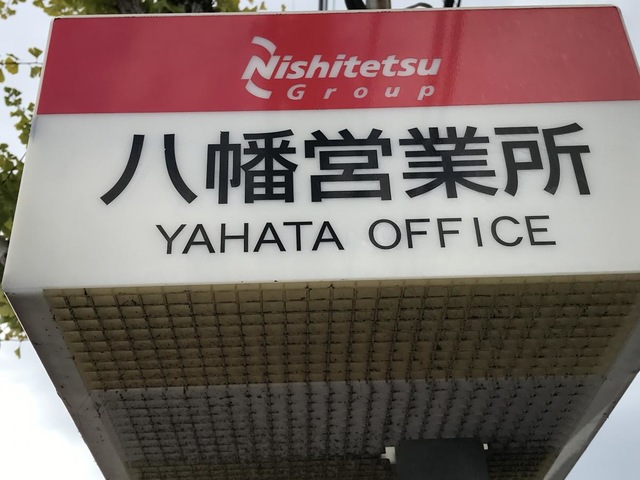 Nishitetsu
Group
八幡営業所
YAHATA OFFICE